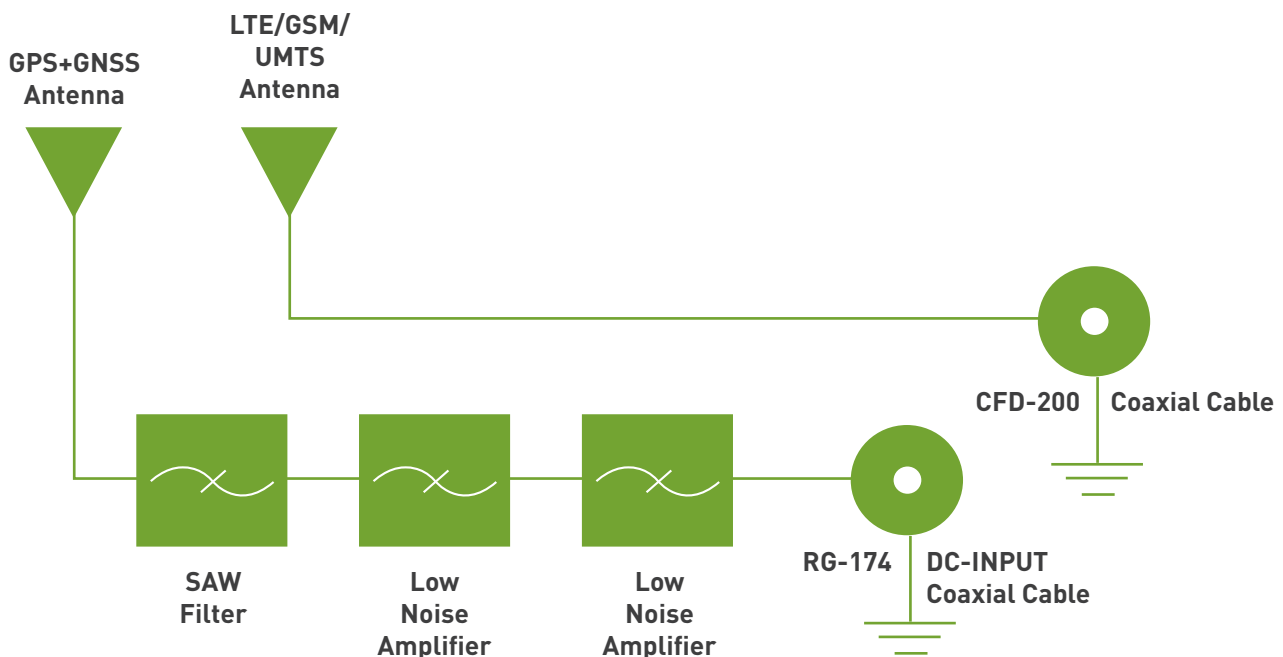 GPS+GNSS
Antenna
LTE/GSM/
UMTS
Antenna
CFD-200
Coaxial Cable
SAW
Filter
Low
Noise
Amplifier
Low
Noise
Amplifier
RG-174
DC-INPUT
Coaxial Cable